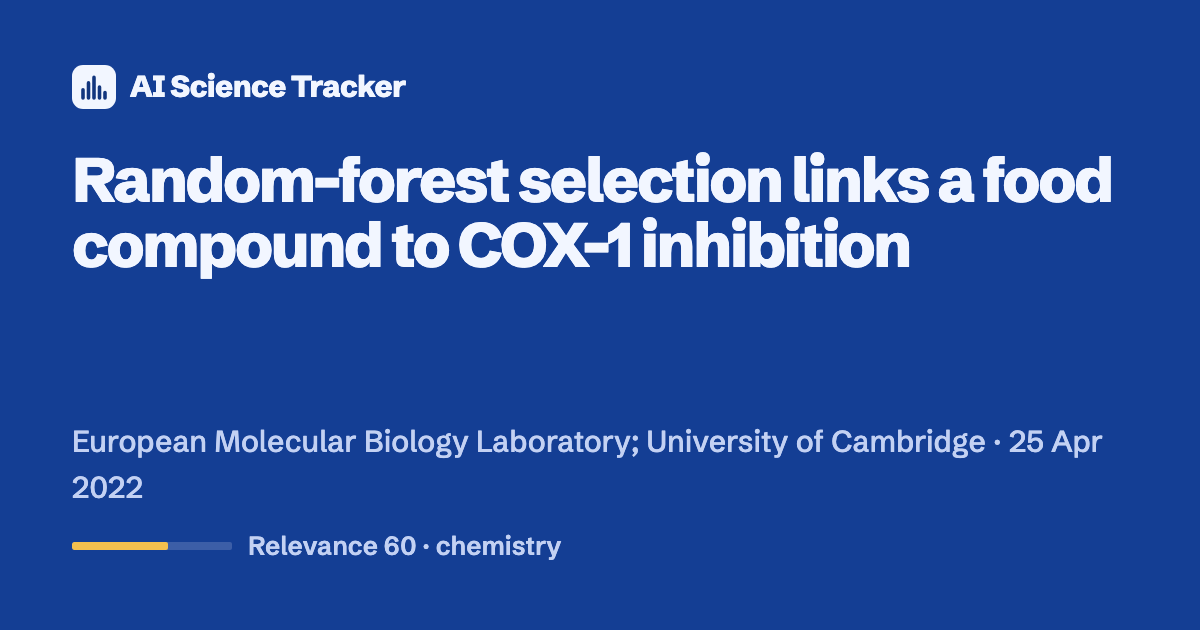 AI Science Tracker
Random-forest selection links a food
compound to COX-1 inhibition
European Molecular Biology Laboratory; University of Cambridge · 25 Apr
2022
Relevance 60 · chemistry